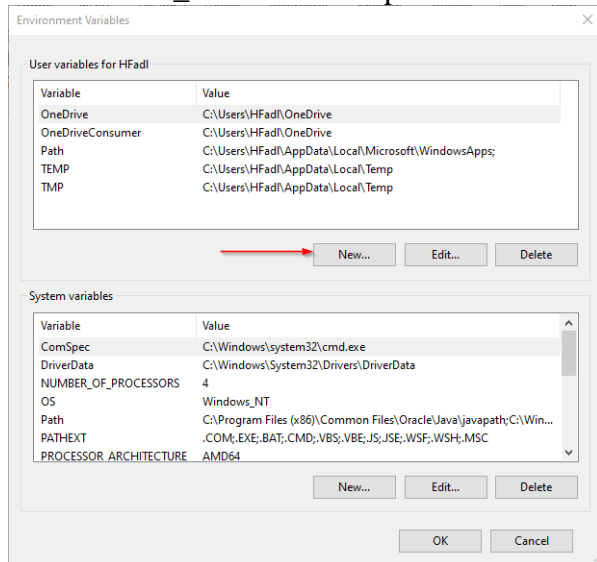 Environment Variables
User variables for HFadl
Variable Value
OneDrive C:\Users\HFadl\OneDrive
OneDriveConsumer C:\Users\HFadl\OneDrive
Path C:\Users\HFadl\AppData\Local\Microsoft\WindowsApps;
TEMP C:\Users\HFadl\AppData\Local\Temp
TMP C:\Users\HFadl\AppData\Local\Temp
New... Edit... Delete
System variables
Variable Value
ComSpec C:\Windows\system32\cmd.exe
DriverData C:\Windows\System32\Drivers\DriverData
NUMBER_OF_PROCESSORS 4
OS Windows_NT
Path C:\Program Files (x86)\Common Files\Oracle\Java\javapath;C:\Win...
PATHEXT .COM;.EXE;.BAT;.CMD;.VBS;.VBE;.JS;.JSE;.WSF;.WSH;.MSC
PROCESSOR_ARCHITECTURE AMD64
New... Edit... Delete
OK Cancel